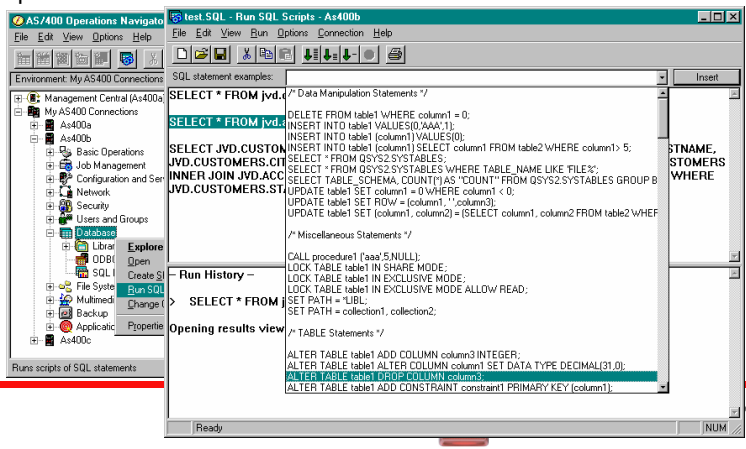 AS/400 Operations Navigato
File Edit View Options Help
Environment: My AS400 Connections
Management Central (As400a)
My AS400 Connections
As400a
As400b
Basic Operations
Job Management
Configuration and Ser
Network
Security
Users and Groups
Database
Librar
ODBC
SQL
File Syste
Multimedi
Backup
Applicatic
As400c
Explore
Open
Create S
Run SQL
Change
Propertie
Runs scripts of SQL statements
test.SQL - Run SQL Scripts - As400b
File Edit View Run Options Connection Help
SQL statement examples:
Insert
SELECT * FROM jvd.
SELECT * FROM jvd.a
SELECT JVD.CUSTOM
STNAME,
JVD.CUSTOMERS.CIT
STOMERS
INNER JOIN JVD.ACC
WHERE
JVD.CUSTOMERS.STA
/* Data Manipulation Statements */
DELETE FROM table1 WHERE column1 = 0;
INSERT INTO table1 VALUES(0,'AAA',1);
INSERT INTO table1 (column1) VALUES(0);
INSERT INTO table1 (column1) SELECT column1 FROM table2 WHERE column1> 5;
SELECT * FROM QSYS2.SYSTABLES;
SELECT * FROM QSYS2.SYSTABLES WHERE TABLE_NAME LIKE 'FILE%';
SELECT TABLE_SCHEMA, COUNT(*) AS "COUNT" FROM QSYS2.SYSTABLES GROUP B
UPDATE table1 SET column1 = 0 WHERE column1 < 0;
UPDATE table1 SET ROW = (column1, ' ',column3);
UPDATE table1 SET (column1, column2) = (SELECT column1, column2 FROM table2 WHEF
/* Miscellaneous Statements */
CALL procedure1 ('aaa',5,NULL);
LOCK TABLE table1 IN SHARE MODE;
LOCK TABLE table1 IN EXCLUSIVE MODE;
LOCK TABLE table1 IN EXCLUSIVE MODE ALLOW READ;
SET PATH = *LIBL;
SET PATH = collection1, collection2;
/* TABLE Statements */
ALTER TABLE table1 ADD COLUMN column3 INTEGER;
ALTER TABLE table1 ALTER COLUMN column1 SET DATA TYPE DECIMAL(31,0);
ALTER TABLE table1 DROP COLUMN column3;
ALTER TABLE table1 ADD CONSTRAINT constraint1 PRIMARY KEY (column1);
– Run History –
> SELECT * FROM j
Opening results view
Ready
NUM